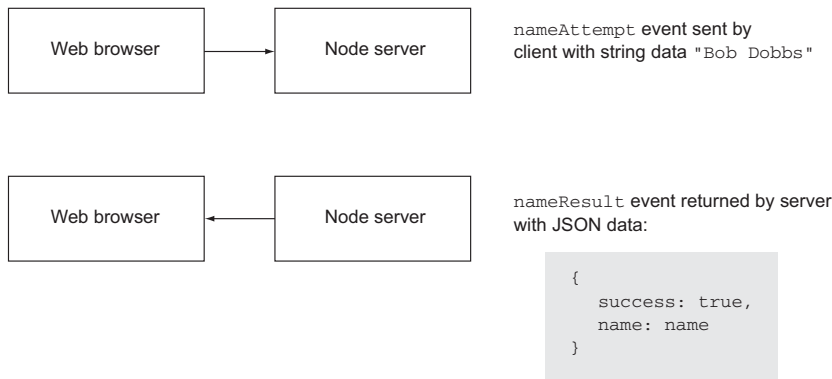 Web browser
Node server
nameAttempt event sent by
client with string data "Bob Dobbs"
Web browser
Node server
nameResult event returned by server
with JSON data:
{
success: true,
name: name
}